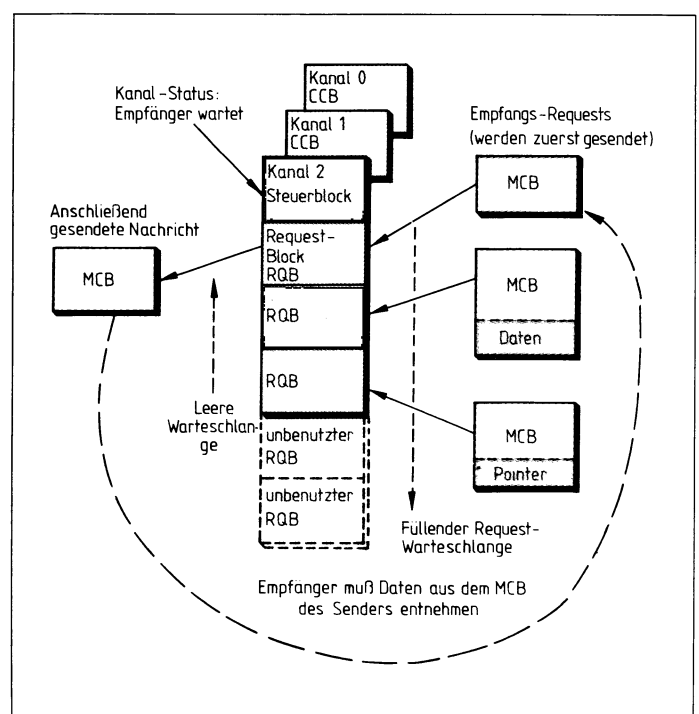 Kanal 0
CCB
Kanal 1
CCB
Kanal-Status:
Empfänger wartet
Kanal 2
Steuerblock
Empfangs-Requests
(werden zuerst gesendet)
MCB
Anschließend
gesendete Nachricht
MCB
Request-
Block
RQB
RQB
RQB
MCB
Daten
MCB
Pointer
Leere
Warteschlan-
ge
unbenutzter
RQB
unbenutzter
RQB
Füllender Request-
Warteschlange
Empfänger muß Daten aus dem MCB
des Senders entnehmen